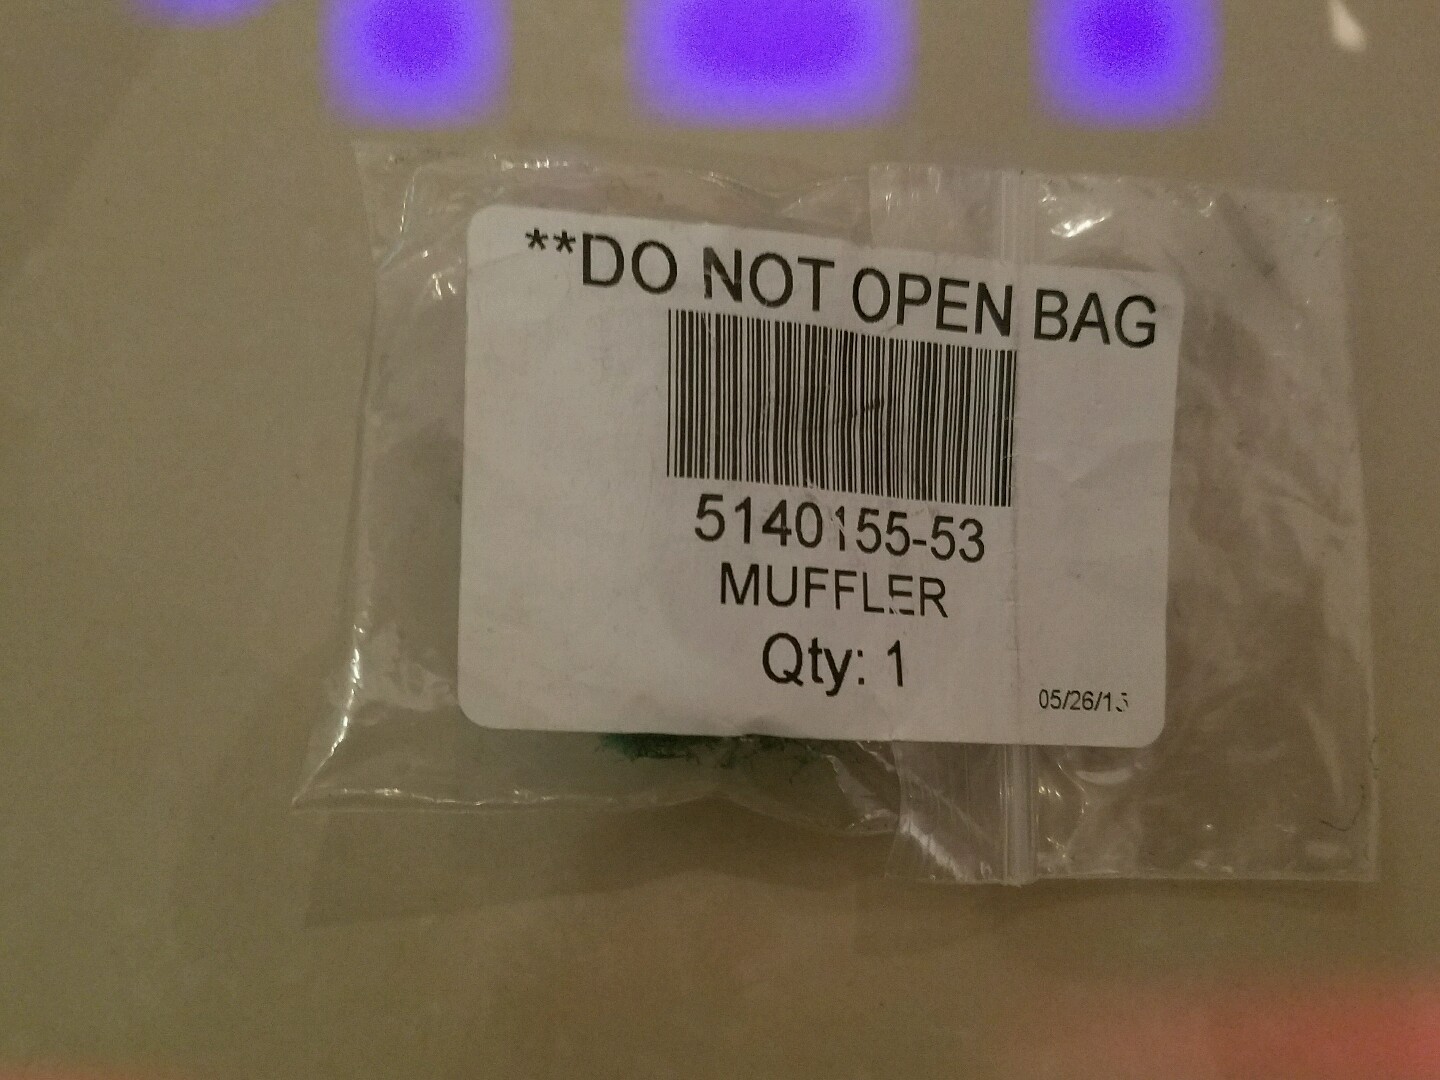 **DO NOT OPEN BAG
5140155-53
MUFFLER
Qty: 1